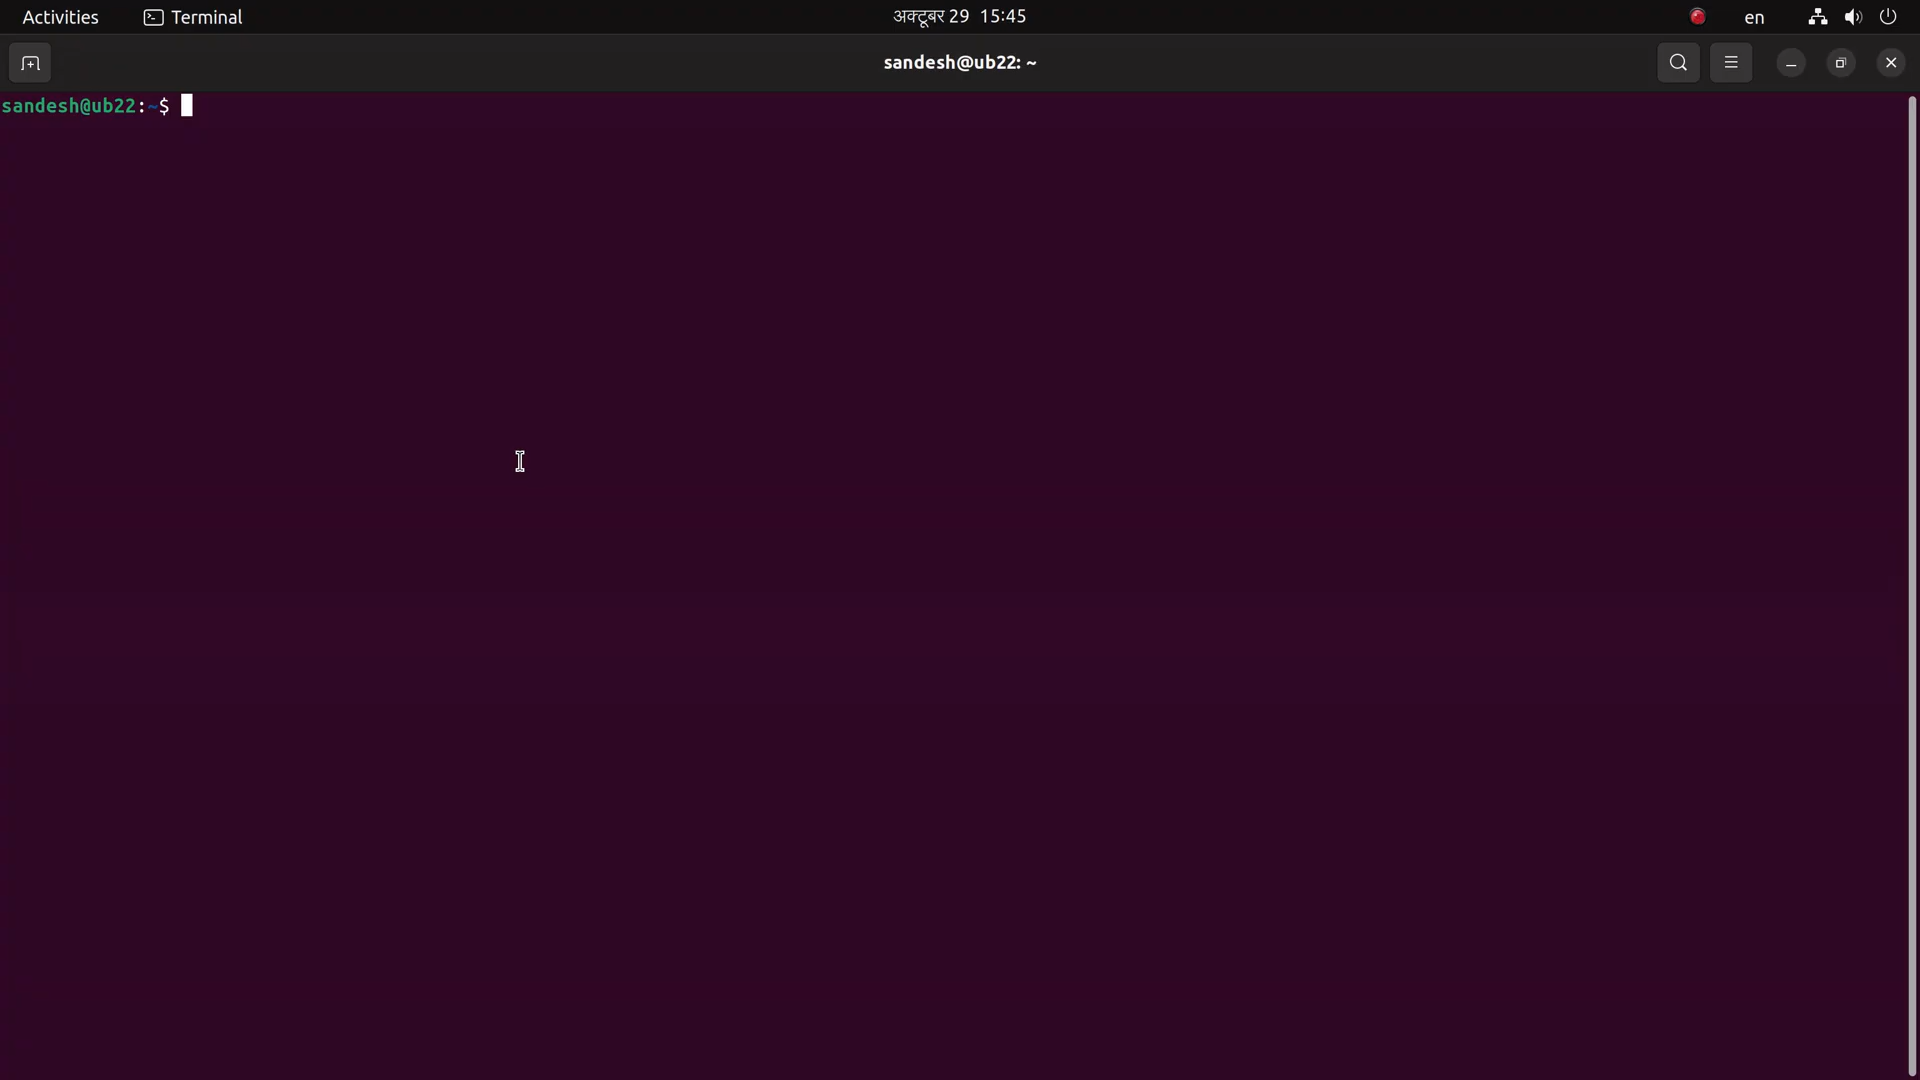 Activities Terminal अक्टूबर 29 15:45 en
sandesh@ub22: ~
sandesh@ub22:~$